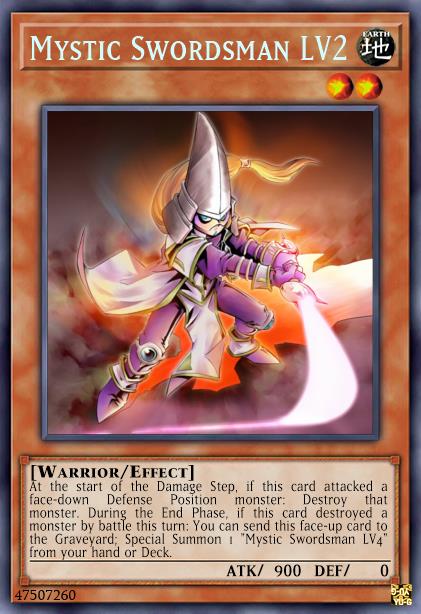 Mystic Swordsman LV2
EARTH
地
[Warrior/Effect]
At the start of the Damage Step, if this card attacked a
face-down Defense Position monster: Destroy that
monster. During the End Phase, if this card destroyed a
monster by battle this turn: You can send this face-up card to
the Graveyard; Special Summon 1 "Mystic Swordsman LV4"
from your hand or Deck.
ATK/ 900 DEF/ 0
47507260